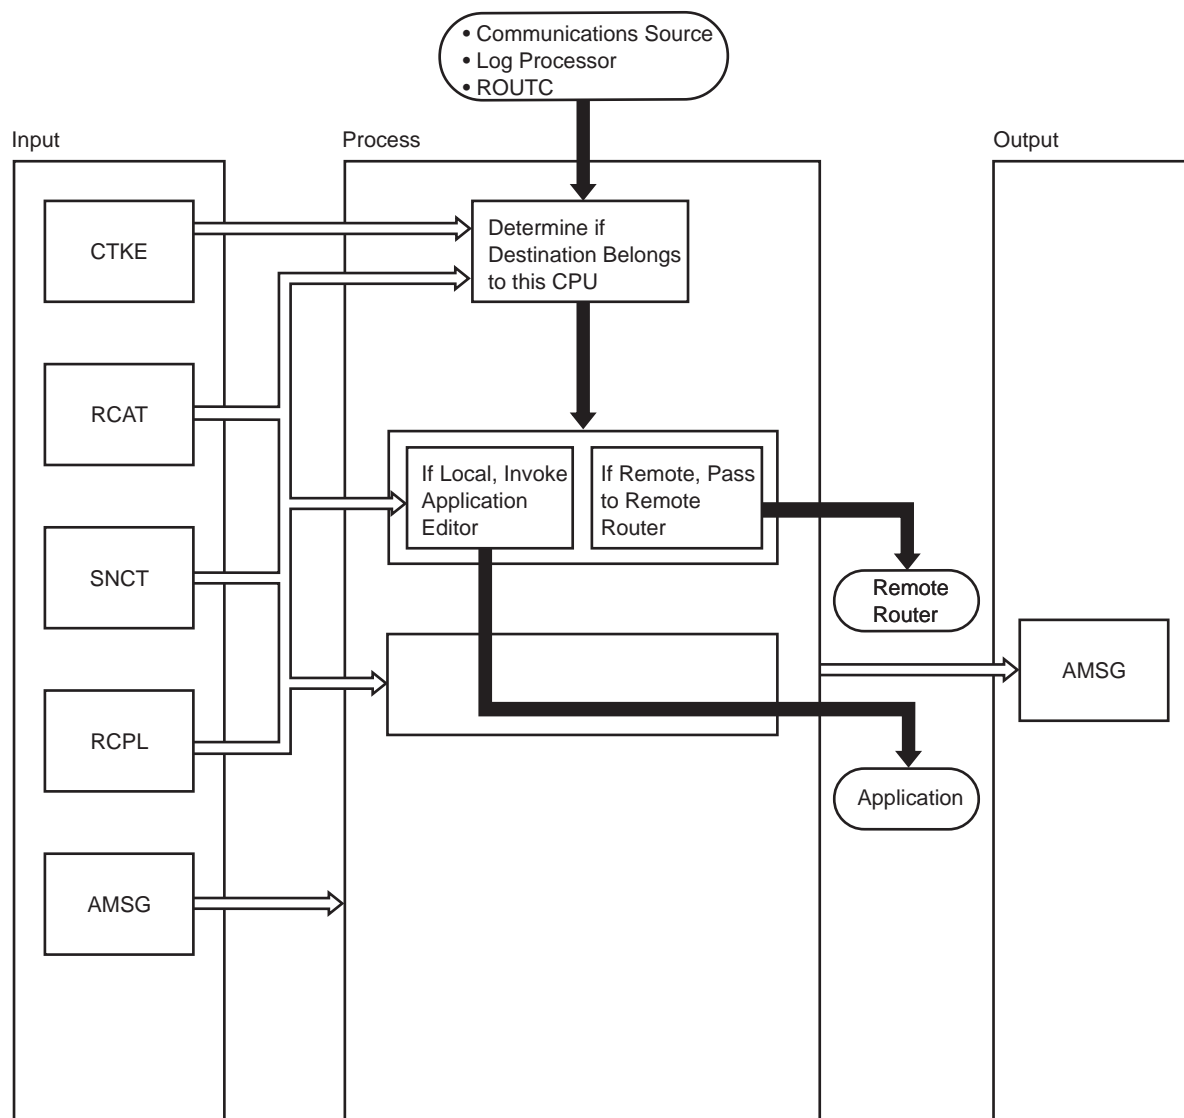 • Communications Source
• Log Processor
• ROUTC
Input
Process
Output
CTKE
Determine if
Destination Belongs
to this CPU
RCAT
If Local, Invoke
Application
Editor
If Remote, Pass
to Remote
Router
SNCT
Remote
Router
AMSG
RCPL
Application
AMSG